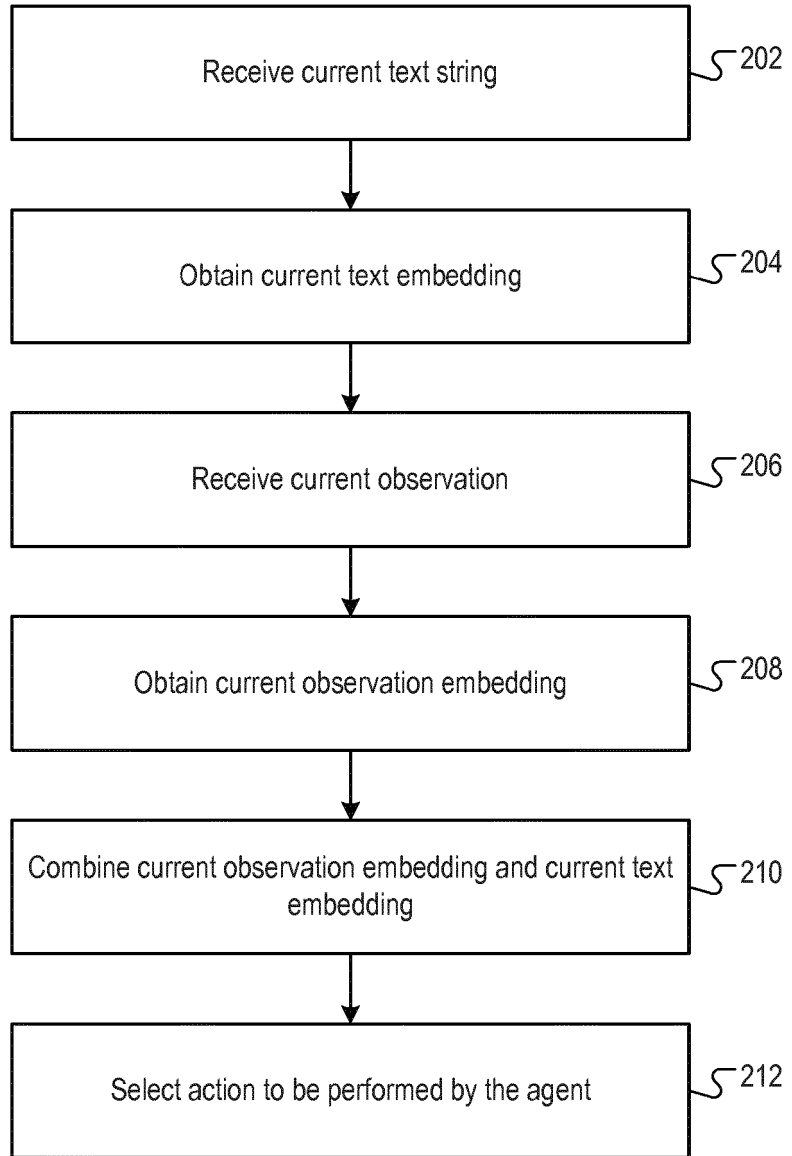 Receive current text string
202
Obtain current text embedding
204
Receive current observation
206
Obtain current observation embedding
208
Combine current observation embedding and current text
embedding
210
Select action to be performed by the agent
212